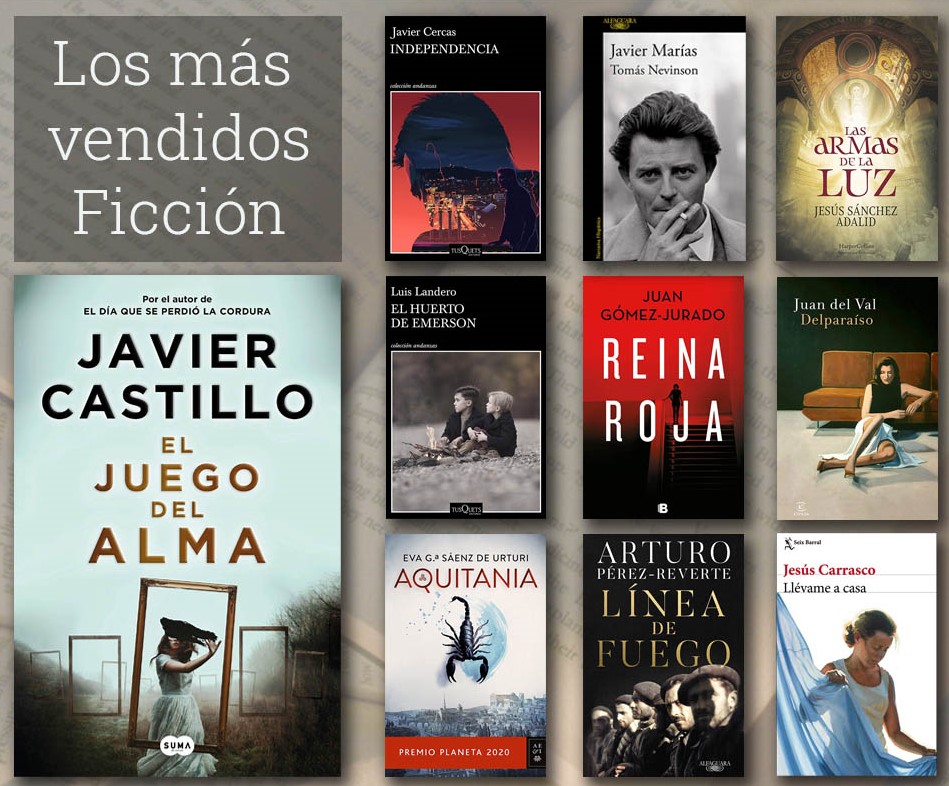 Los más
vendidos
Ficción
Javier Cercas
INDEPENDENCIA
colección andanzas
TUSQUETS
ALFAGUARA
Javier Marías
Tomás Nevinson
Narrativa Hispánica
LAS
ARMAS
DE LA
LUZ
JESÚS SÁNCHEZ
ADALID
HarperCollins
Por el autor de
EL DÍA QUE SE PERDIÓ LA CORDURA
JAVIER
CASTILLO
EL
JUEGO
DEL
ALMA
SUMA
Luis Landero
EL HUERTO
DE EMERSON
colección andanzas
TUSQUETS
JUAN
GÓMEZ-JURADO
REINA
ROJA
B
Juan del Val
Delparaíso
EVA G.ª SÁENZ DE URTURI
AQUITANIA
PREMIO PLANETA 2020
AE
&I
ARTURO
PÉREZ-REVERTE
LÍNEA
DE
FUEGO
ALFAGUARA
Seix Barral
Jesús Carrasco
Llévame a casa